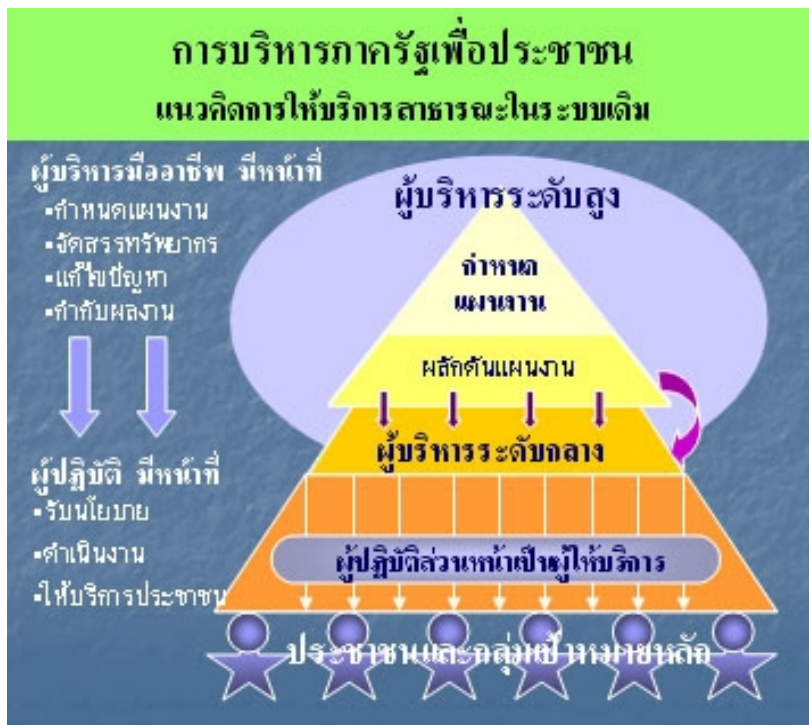 การบริหารภาครัฐเพื่อประชาชน
แนวคิดการให้บริการสาธารณะในระบบเดิม
ผู้บริหารมืออาชีพ มีหน้าที่
▪กำหนดแผนงาน
▪จัดสรรทรัพยากร
▪แก้ไขปัญหา
▪กำกับผลงาน
ผู้ปฏิบัติ มีหน้าที่
▪รับนโยบาย
▪ดำเนินงาน
▪ให้บริการประชาชน
ผู้บริหารระดับสูง
กำหนด
แผนงาน
ผลักดันแผนงาน
ผู้บริหารระดับกลาง
ผู้ปฏิบัติส่วนหน้าเป็นผู้ให้บริการ
ประชาชนและกลุ่มเป้าหมายหลัก